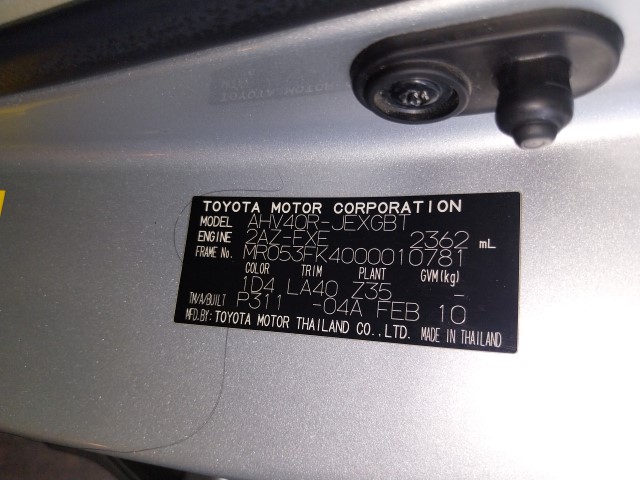 TOYOTA MOTOR CORPORATION
MODEL AHV40R-JEXGBT
ENGINE 2AZ-EXE 2362 mL
FRAME No. MR053FK4000010781
COLOR TRIM PLANT GVM(kg)
1D4 LA40 Z35 -
TM/A/BUILT P311 -04A FEB 10
MFD.BY: TOYOTA MOTOR THAILAND CO.,LTD. MADE IN THAILAND